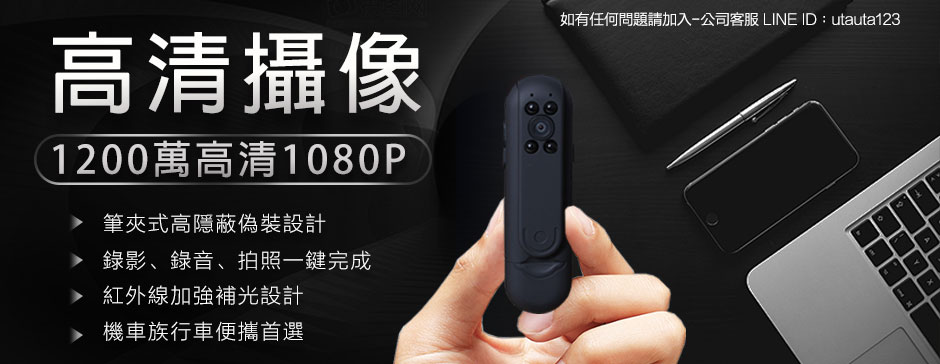 如有任何問題請加入-公司客服 LINE ID：utauta123
高清攝像
1200萬高清1080P
筆夾式高隱蔽偽裝設計
錄影、錄音、拍照一鍵完成
紅外線加強補光設計
機車族行車便攜首選